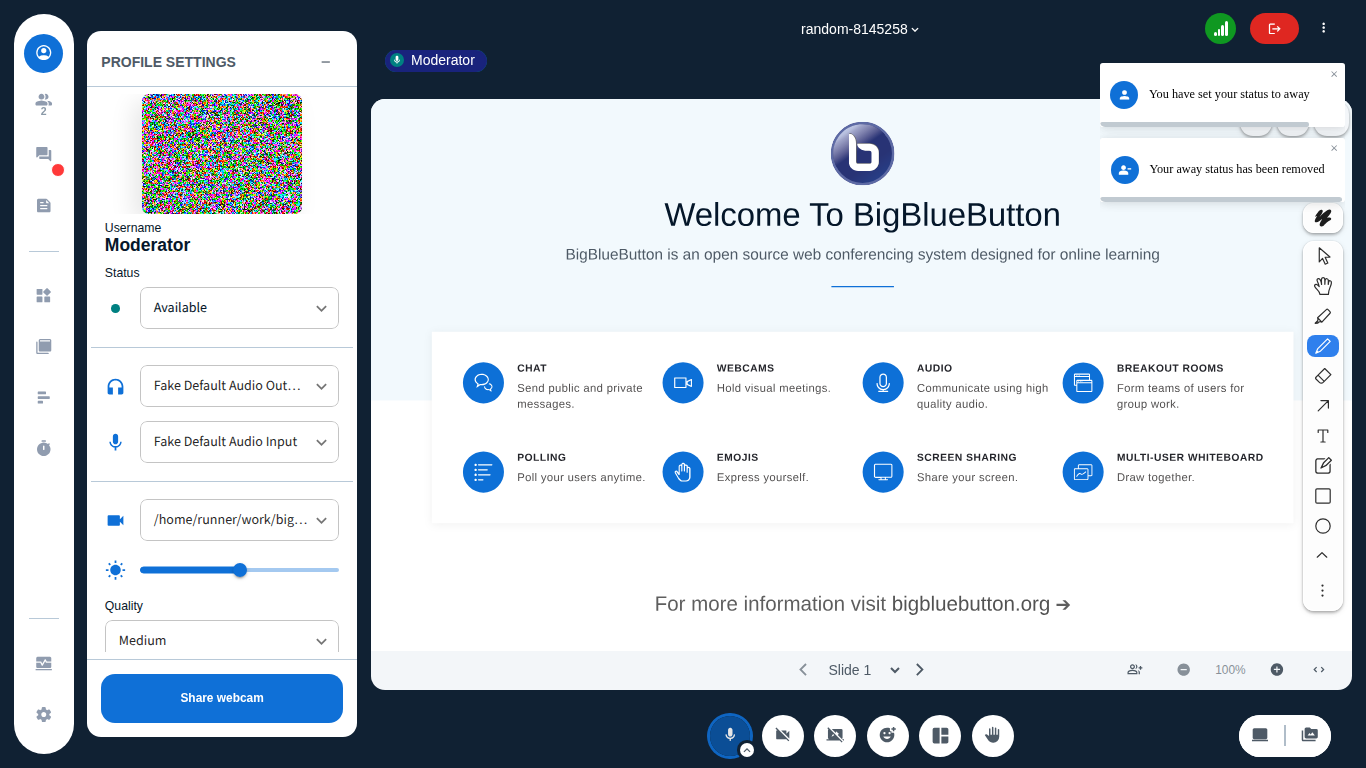 random-8145258
PROFILE SETTINGS
Moderator
2
You have set your status to away
Your away status has been removed
Username
Moderator
Status
Available
Fake Default Audio Out…
Fake Default Audio Input
/home/runner/work/big…
Quality
Medium
Share webcam
Welcome To BigBlueButton
BigBlueButton is an open source web conferencing system designed for online learning
CHAT
Send public and private
messages.
WEBCAMS
Hold visual meetings.
AUDIO
Communicate using high
quality audio.
BREAKOUT ROOMS
Form teams of users for
group work.
POLLING
Poll your users anytime.
EMOJIS
Express yourself.
SCREEN SHARING
Share your screen.
MULTI-USER WHITEBOARD
Draw together.
For more information visit bigbluebutton.org ➔
Slide 1
100%